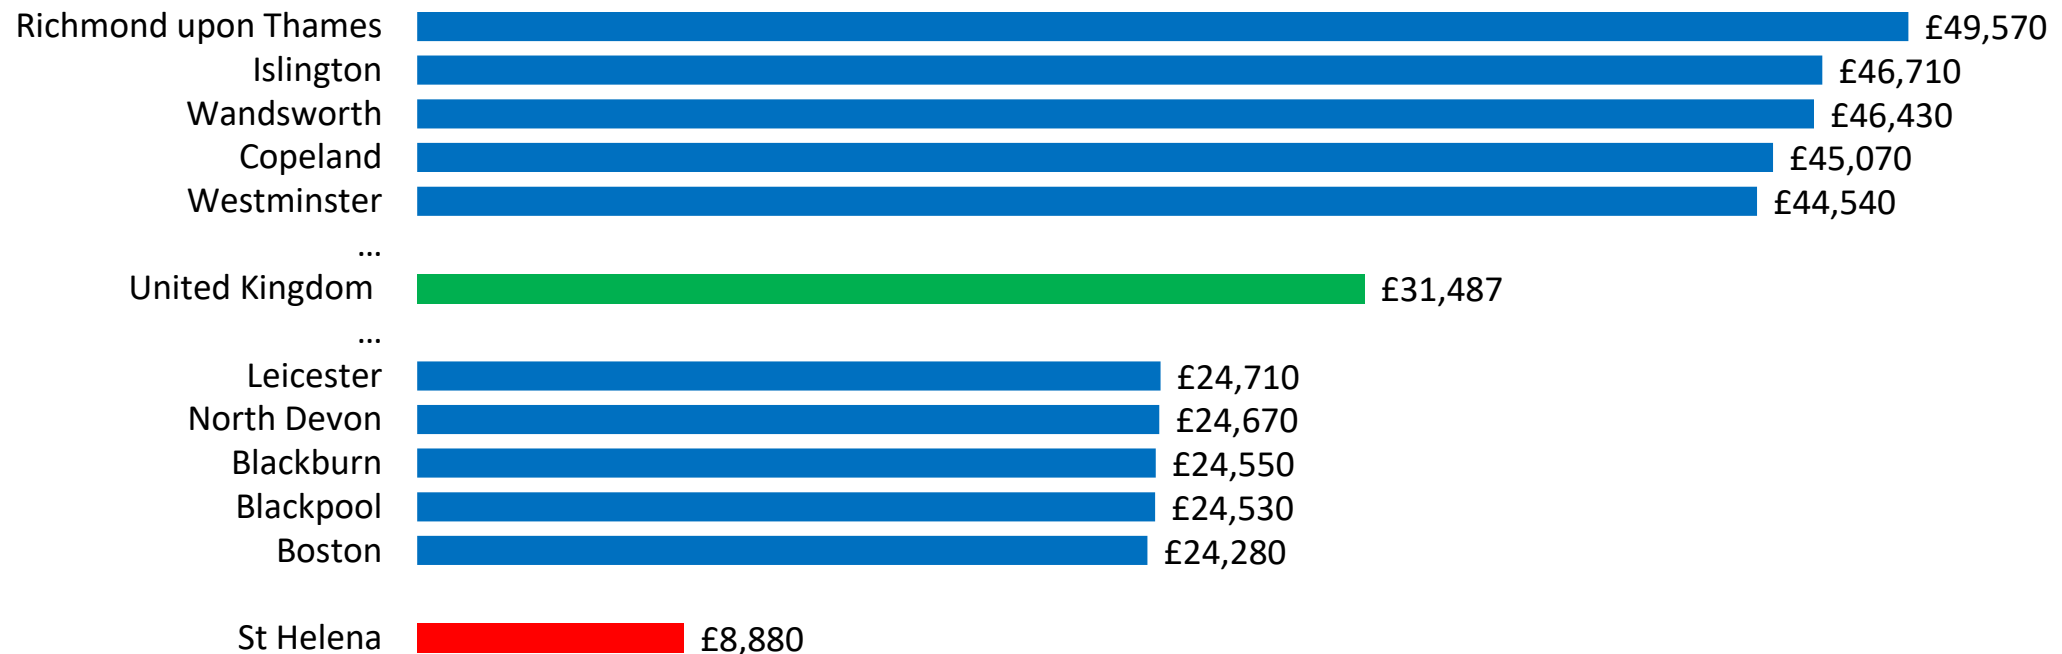 Richmond upon Thames £49,570
Islington £46,710
Wandsworth £46,430
Copeland £45,070
Westminster £44,540
...
United Kingdom £31,487
...
Leicester £24,710
North Devon £24,670
Blackburn £24,550
Blackpool £24,530
Boston £24,280
St Helena £8,880